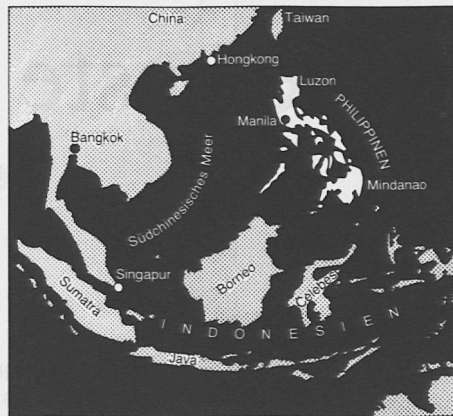 China
Taiwan
Hongkong
Luzon
Manila
PHILIPPINEN
Bangkok
Südchinesisches Meer
Mindanao
Singapur
Borneo
Sumatra
Celebes
INDONESIEN
Java